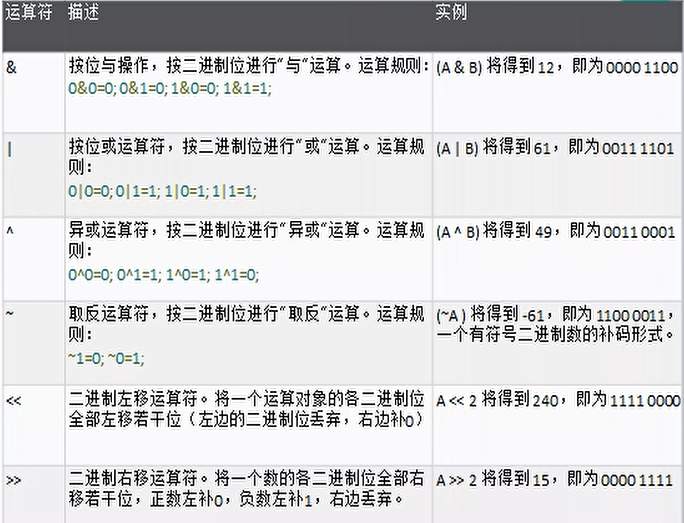 运算符 描述 实例
& 按位与操作，按二进制位进行“与”运算。运算规则： (A & B) 将得到 12，即为 0000 1100
0&0=0; 0&1=0; 1&0=0; 1&1=1;
| 按位或运算符，按二进制位进行“或”运算。运算规 (A | B) 将得到 61，即为 0011 1101
则：
0|0=0; 0|1=1; 1|0=1; 1|1=1;
^ 异或运算符，按二进制位进行“异或”运算。运算规 (A ^ B) 将得到 49，即为 0011 0001
则：
0^0=0; 0^1=1; 1^0=1; 1^1=0;
~ 取反运算符，按二进制位进行“取反”运算。运算规 (~A ) 将得到 -61，即为 1100 0011，
则： 一个有符号二进制数的补码形式。
~1=0; ~0=1;
<< 二进制左移运算符。将一个运算对象的各二进制位 A << 2 将得到 240，即为 1111 0000
全部左移若干位（左边的二进制位丢弃，右边补0）
>> 二进制右移运算符。将一个数的各二进制位全部右 A >> 2 将得到 15，即为 0000 1111
移若干位，正数左补0，负数左补1，右边丢弃。